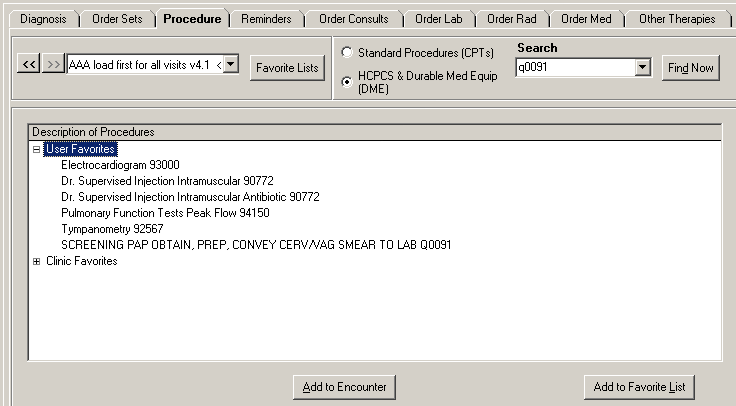 Diagnosis Order Sets Procedure Reminders Order Consults Order Lab Order Rad Order Med Other Therapies
<< >> AAA load first for all visits v4.1 < Favorite Lists
Standard Procedures (CPTs)
HCPCS & Durable Med Equip
(DME)
Search
q0091 Find Now
Description of Procedures
User Favorites
Electrocardiogram 93000
Dr. Supervised Injection Intramuscular 90772
Dr. Supervised Injection Intramuscular Antibiotic 90772
Pulmonary Function Tests Peak Flow 94150
Tympanometry 92567
SCREENING PAP OBTAIN, PREP, CONVEY CERV/VAG SMEAR TO LAB Q0091
Clinic Favorites
Add to Encounter Add to Favorite List